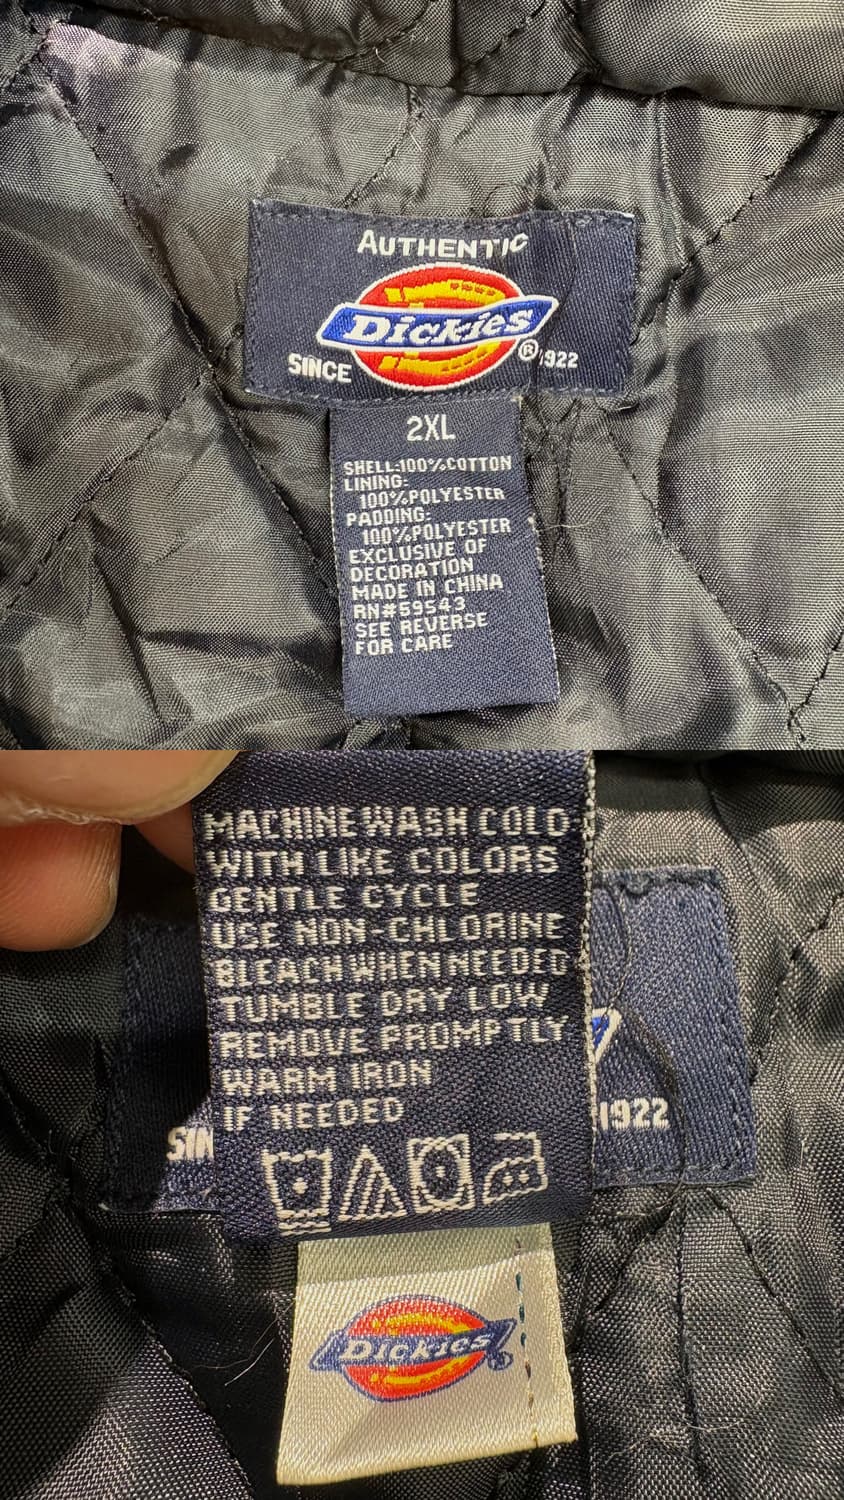 AUTHENTIC
Dickies
SINCE ® 1922
2XL
SHELL:100%COTTON
LINING:
100%POLYESTER
PADDING:
100%POLYESTER
EXCLUSIVE OF
DECORATION
MADE IN CHINA
RN#59543
SEE REVERSE
FOR CARE
MACHINE WASH COLD
WITH LIKE COLORS
GENTLE CYCLE
USE NON-CHLORINE
BLEACH WHEN NEEDED
TUMBLE DRY LOW
REMOVE PROMPTLY
WARM IRON
IF NEEDED
SIN 1922
Dickies®